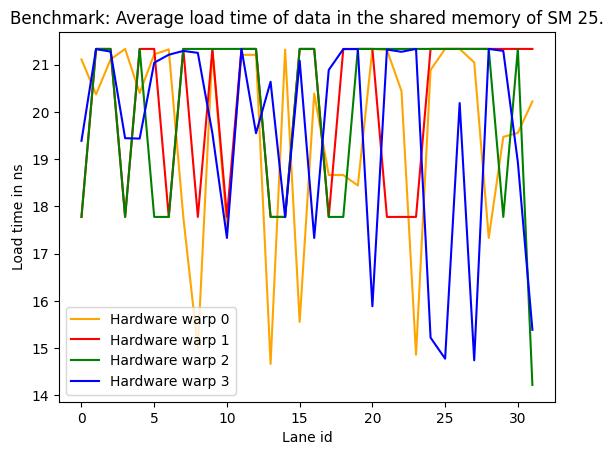 Benchmark: Average load time of data in the shared memory of SM 25.
Load time in ns
21
20
19
18
17
16
15
14
Hardware warp 0
Hardware warp 1
Hardware warp 2
Hardware warp 3
0 5 10 15 20 25 30
Lane id